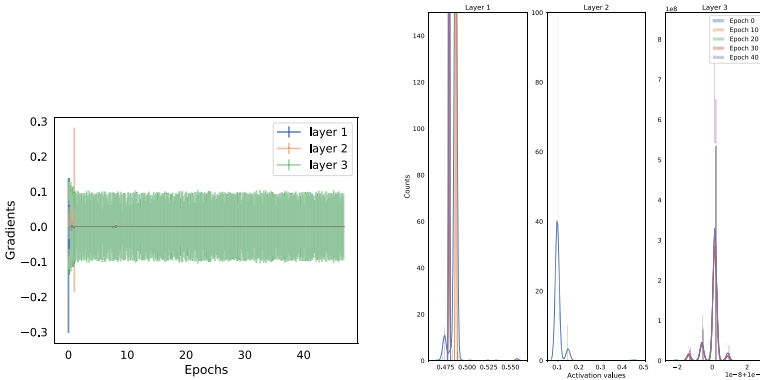 Layer 1
Layer 2
Layer 3
1e8
Epoch 0
Epoch 10
Epoch 20
Epoch 30
Epoch 40
140
120
100
80
60
40
20
0
100
80
60
40
20
0
8
7
6
5
4
3
2
1
0
Counts
0.475 0.500 0.525 0.550
0.1 0.2 0.3 0.4 0.5
−2 0 2
Activation values
layer 1
layer 2
layer 3
0.3
0.2
0.1
0.0
−0.1
−0.2
−0.3
Gradients
0 10 20 30 40
Epochs